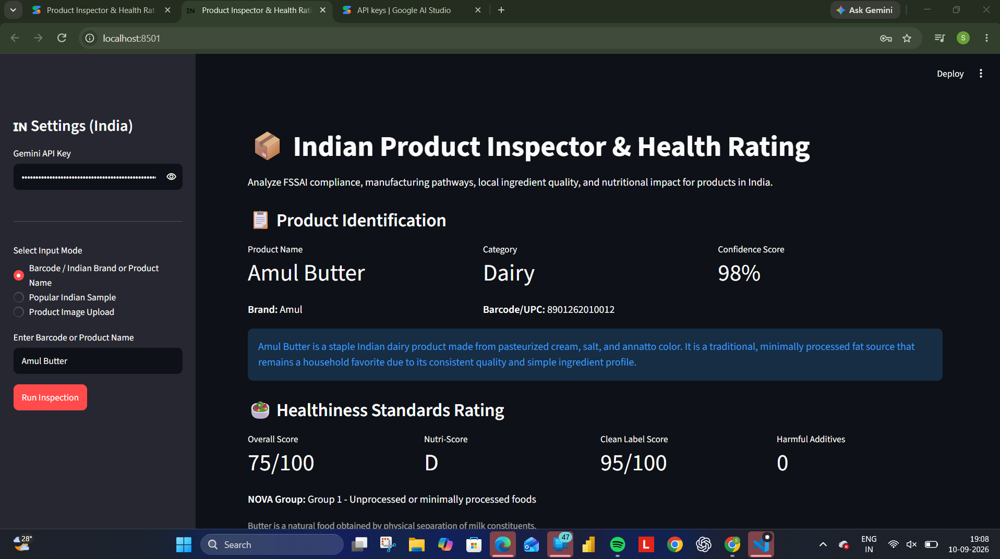 Product Inspector & Health Rat
Product Inspector & Health Rati
API keys | Google AI Studio
Ask Gemini
localhost:8501
S
Deploy
IN Settings (India)
Gemini API Key
Select Input Mode
Barcode / Indian Brand or Product
Name
Popular Indian Sample
Product Image Upload
Enter Barcode or Product Name
Amul Butter
Run Inspection
Indian Product Inspector & Health Rating
Analyze FSSAI compliance, manufacturing pathways, local ingredient quality, and nutritional impact for products in India.
Product Identification
Product Name Category Confidence Score
Amul Butter Dairy 98%
Brand: Amul Barcode/UPC: 8901262010012
Amul Butter is a staple Indian dairy product made from pasteurized cream, salt, and annatto color. It is a traditional, minimally processed fat source that
remains a household favorite due to its consistent quality and simple ingredient profile.
Healthiness Standards Rating
Overall Score Nutri-Score Clean Label Score Harmful Additives
75/100 D 95/100 0
NOVA Group: Group 1 - Unprocessed or minimally processed foods
Butter is a natural food obtained by physical separation of milk constituents.
28°
Search
47
L
S
ENG
IN
19:08
10-09-2026